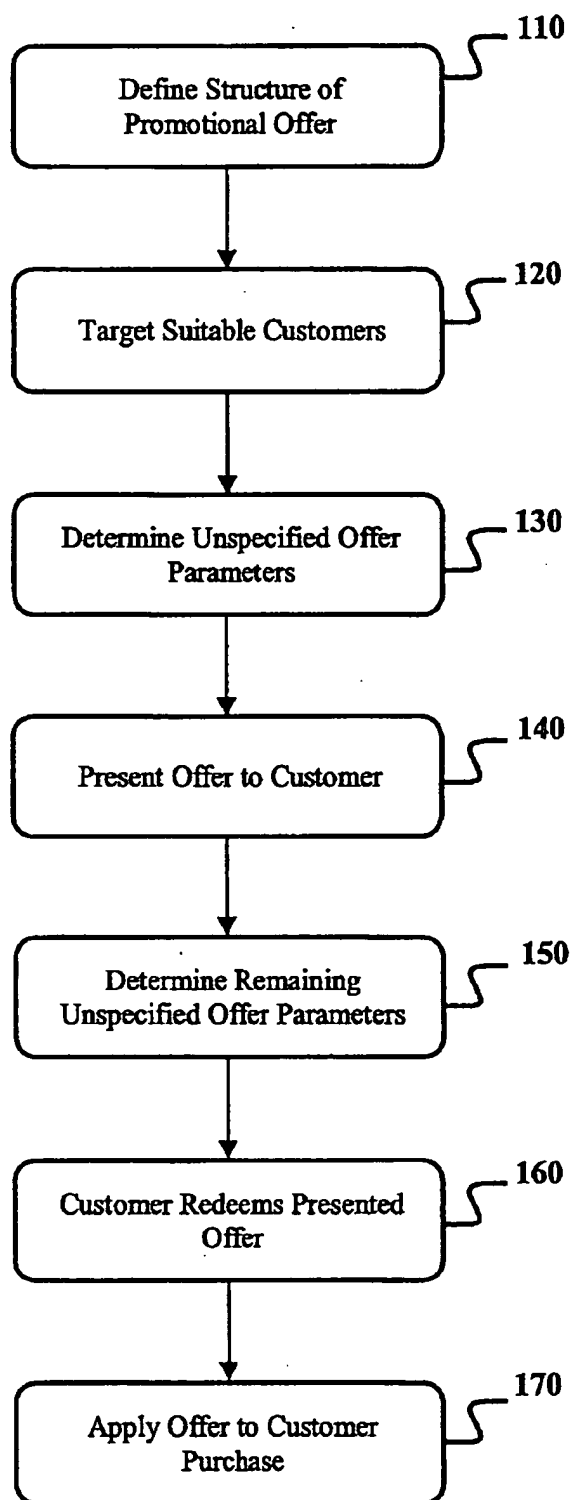 110
Define Structure of
Promotional Offer
120
Target Suitable Customers
130
Determine Unspecified Offer
Parameters
140
Present Offer to Customer
150
Determine Remaining
Unspecified Offer Parameters
160
Customer Redeems Presented
Offer
170
Apply Offer to Customer
Purchase